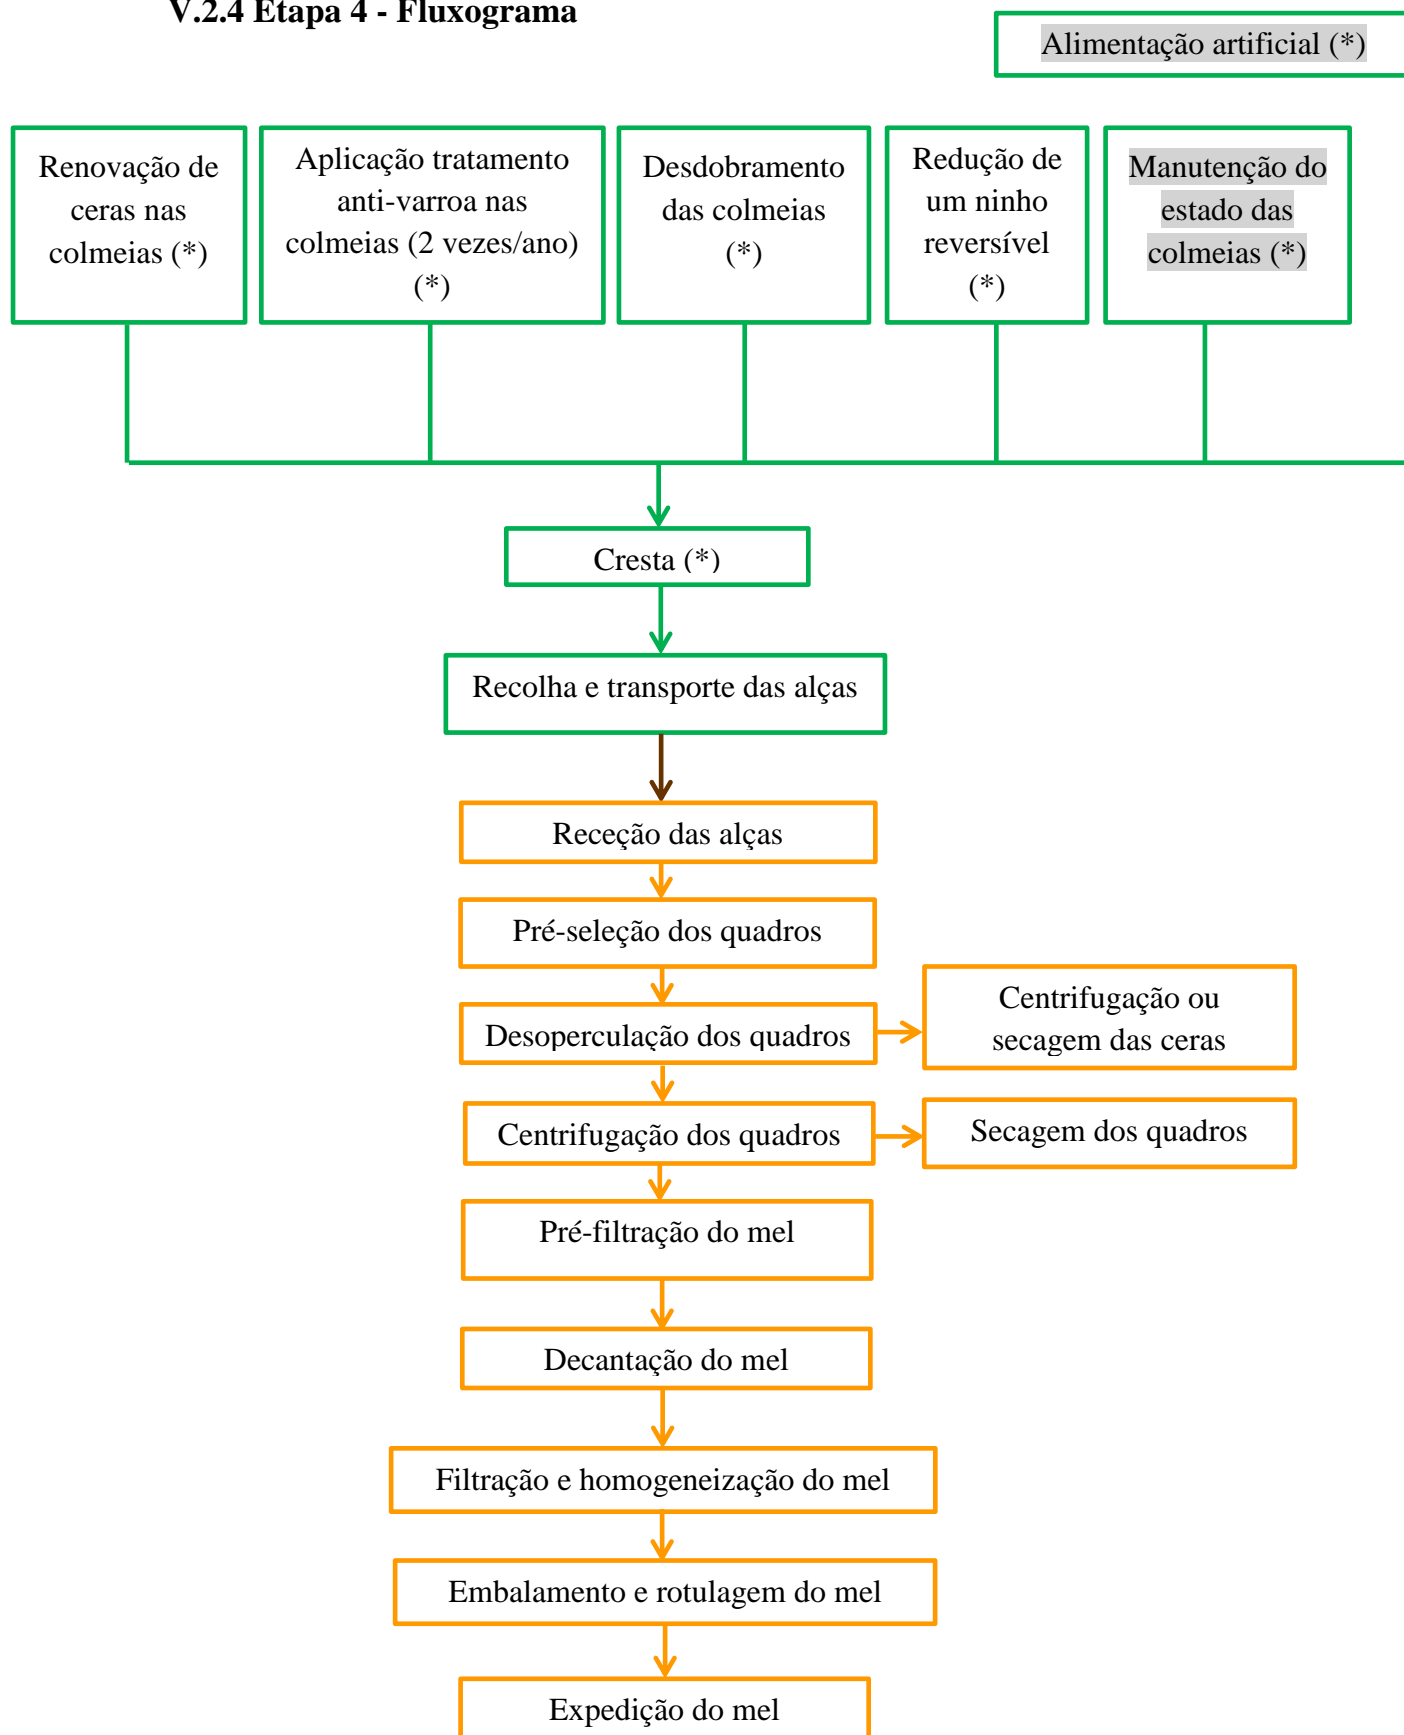 V.2.4 Etapa 4 - Fluxograma
Alimentação artificial (*)
Renovação de
ceras nas
colmeias (*)
Aplicação tratamento
anti-varroa nas
colmeias (2 vezes/ano)
(*)
Desdobramento
das colmeias
(*)
Redução de
um ninho
reversível
(*)
Manutenção do
estado das
colmeias (*)
Cresta (*)
Recolha e transporte das alças
Receção das alças
Pré-seleção dos quadros
Desoperculação dos quadros
Centrifugação ou
secagem das ceras
Centrifugação dos quadros
Secagem dos quadros
Pré-filtração do mel
Decantação do mel
Filtração e homogeneização do mel
Embalamento e rotulagem do mel
Expedição do mel